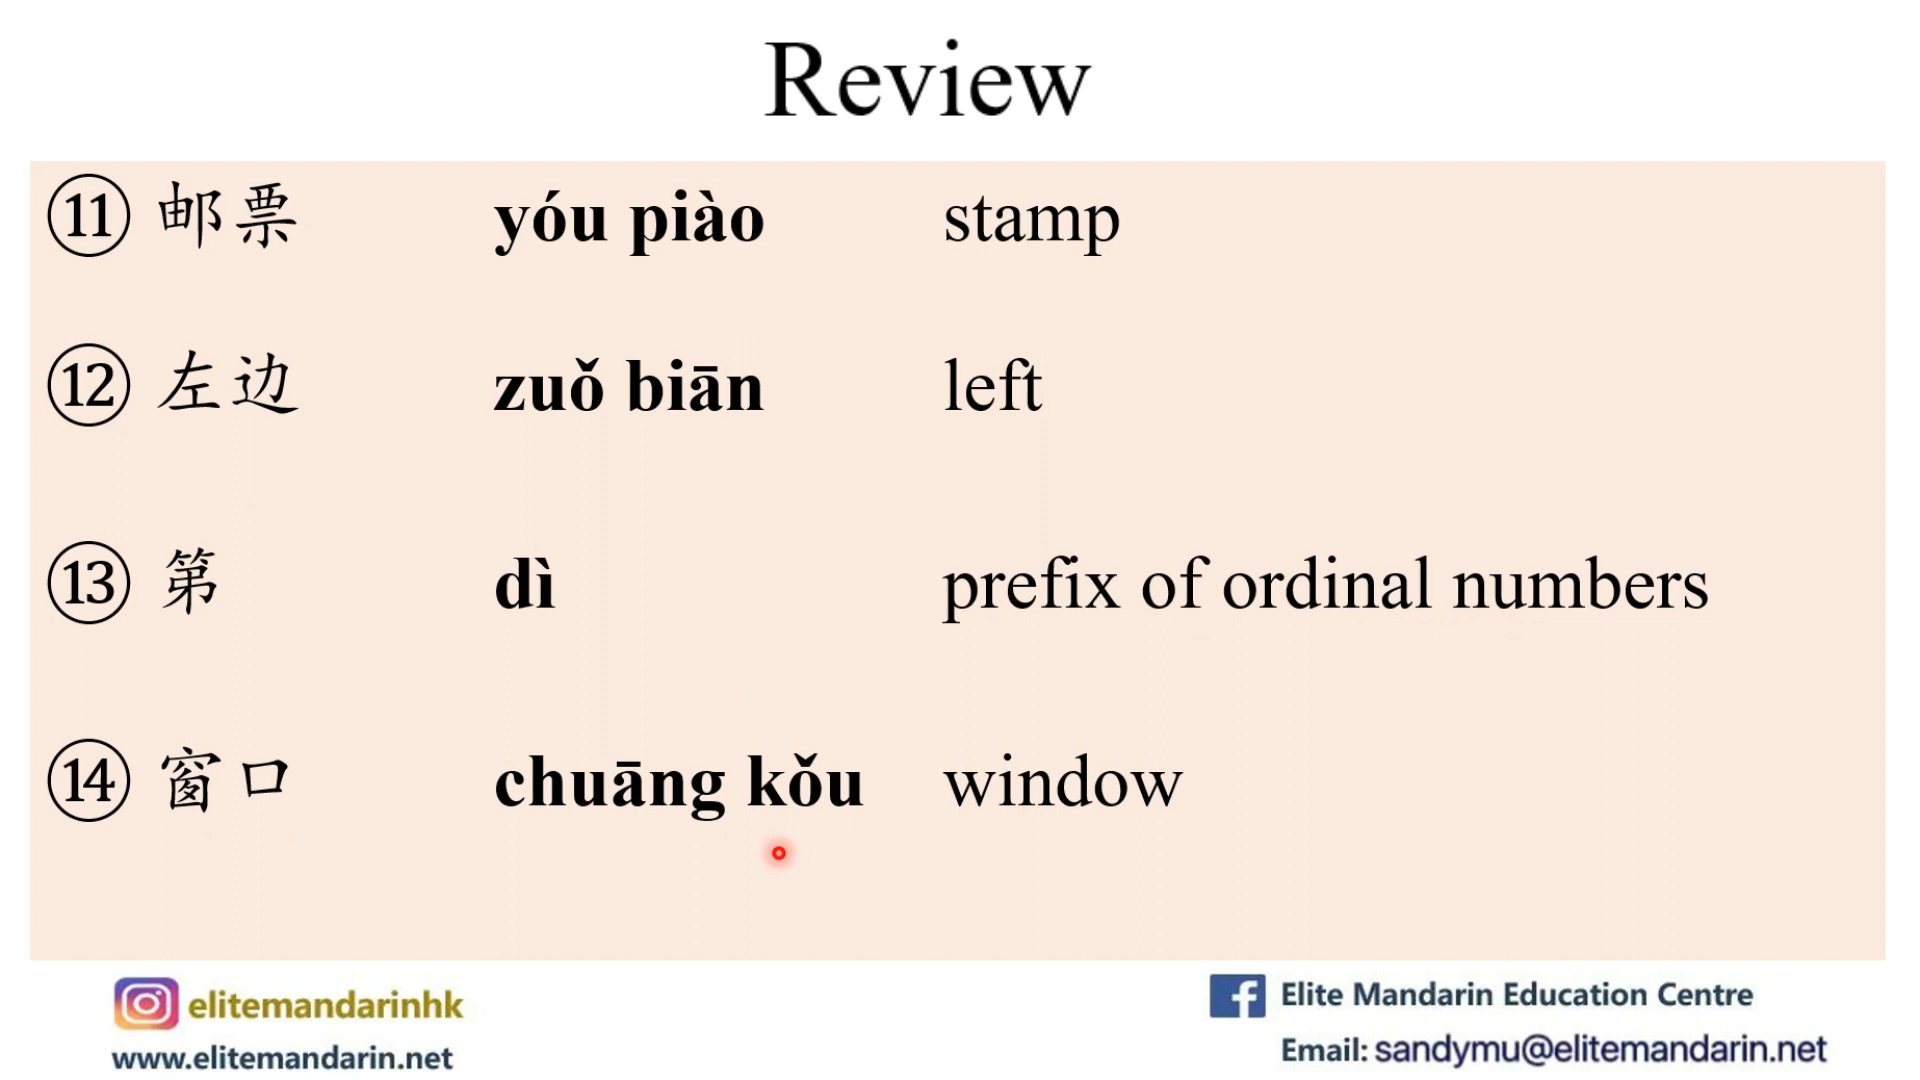 Review
⑪ 邮票 yóu piào stamp
⑫ 左边 zuǒ biān left
⑬ 第 dì prefix of ordinal numbers
⑭ 窗口 chuāng kǒu window
elitemandarinhk
www.elitemandarin.net
Elite Mandarin Education Centre
Email: sandymu@elitemandarin.net